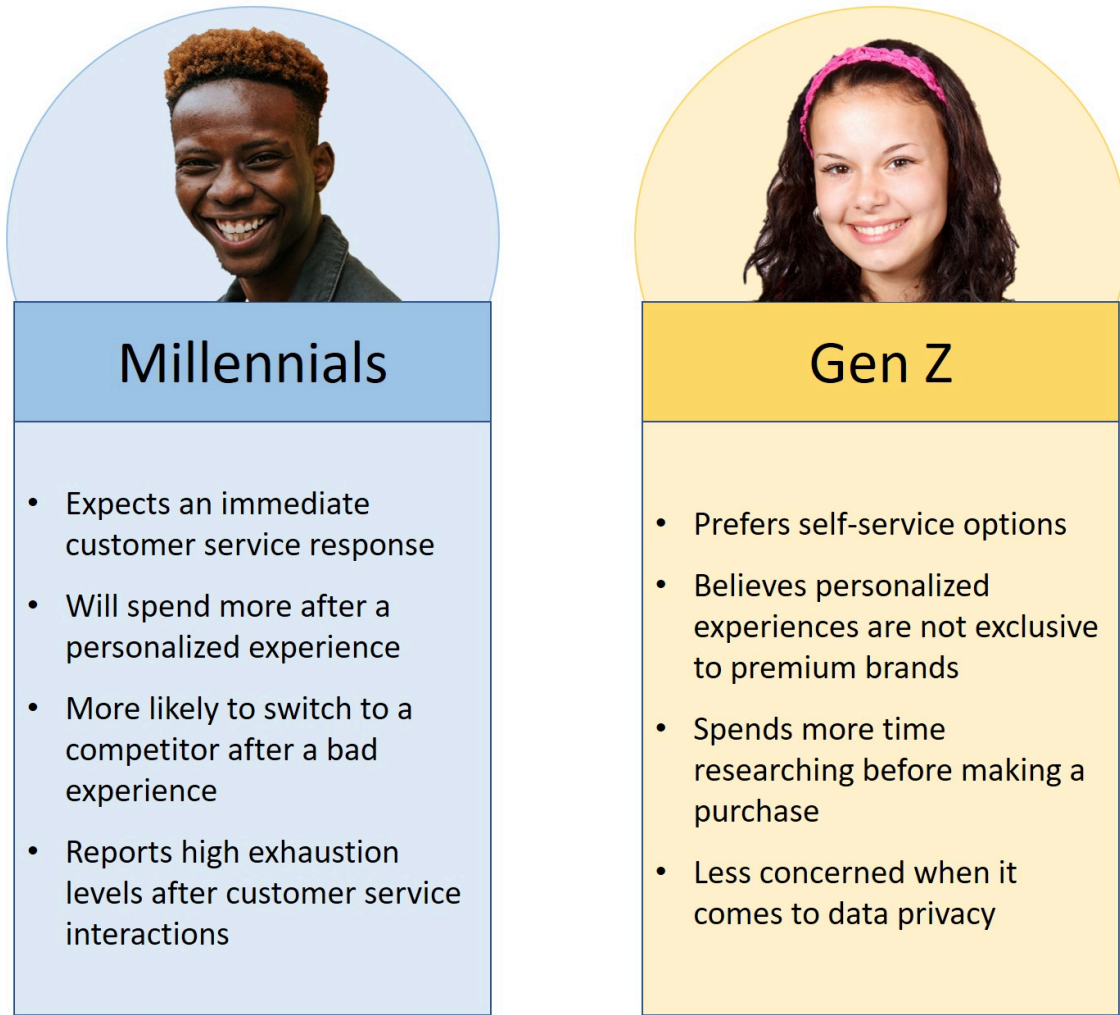 Millennials
• Expects an immediate
customer service response
• Will spend more after a
personalized experience
• More likely to switch to a
competitor after a bad
experience
• Reports high exhaustion
levels after customer service
interactions
Gen Z
• Prefers self-service options
• Believes personalized
experiences are not exclusive
to premium brands
• Spends more time
researching before making a
purchase
• Less concerned when it
comes to data privacy